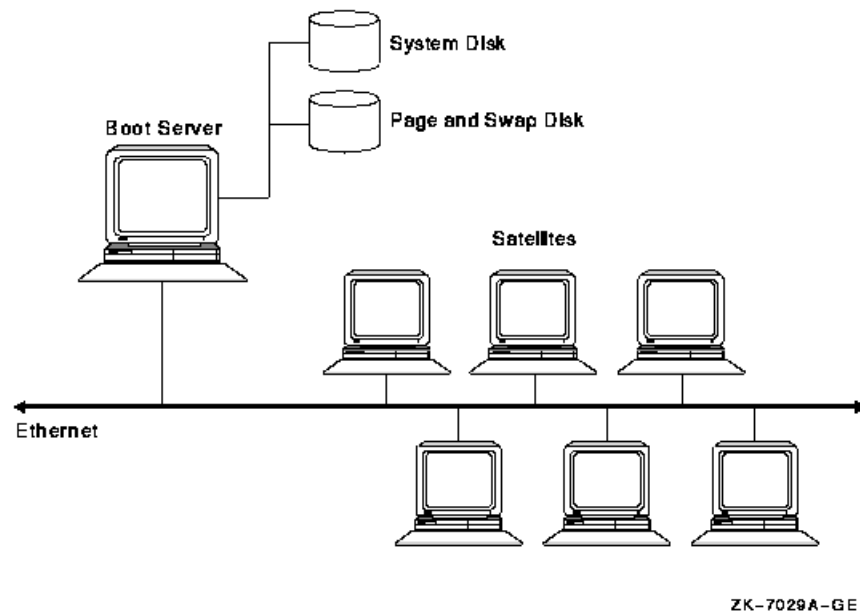 System Disk
Page and Swap Disk
Boot Server
Satellites
Ethernet
ZK-7029A-GE